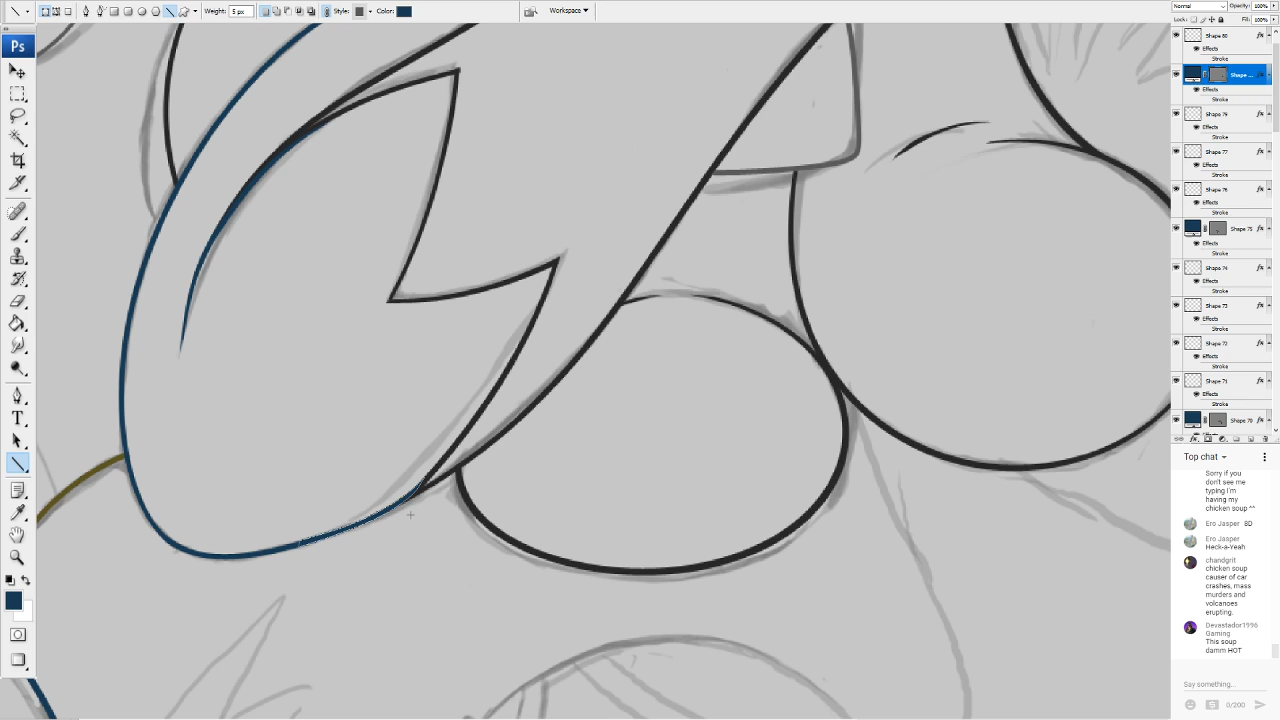 Weight: 5 px Style: Color: Workspace
Normal Opacity: 100%
Lock: Fill: 100%
Ps
Shape 80
Effects
Stroke
Shape ...
Effects
Stroke
Shape 79
Effects
Stroke
Shape 77
Effects
Stroke
Shape 76
Effects
Stroke
Shape 75
Effects
Stroke
Shape 74
Effects
Stroke
Shape 73
Effects
Stroke
Shape 72
Effects
Stroke
Shape 71
Effects
Stroke
Shape 70
Top chat
Sorry if you
don't see me
typing I'm
having my
chicken soup ^^
Ero Jasper 8D
Ero Jasper
Heck-a-Yeah
chandgrit
chicken soup
causer of car
crashes, mass
murders and
volcanoes
erupting.
Devastador1996
Gaming
This soup
damm HOT
Say something...
0/200